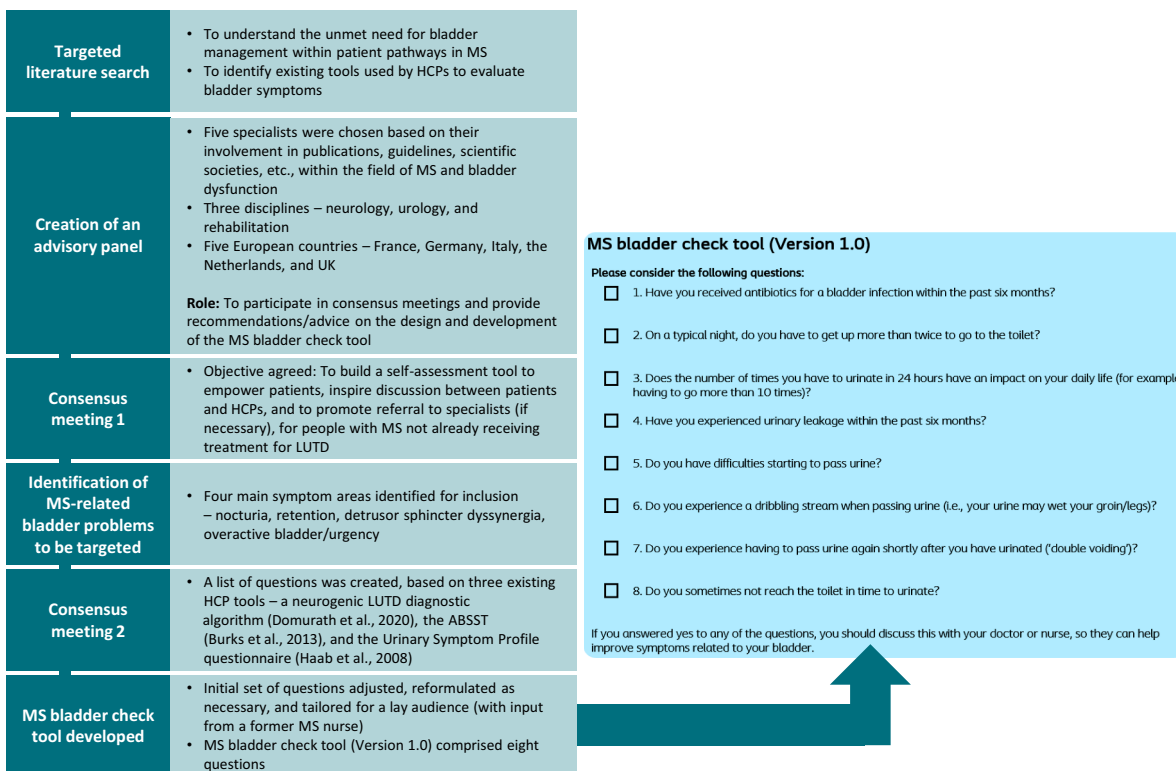 Targeted
literature search
• To understand the unmet need for bladder
management within patient pathways in MS
• To identify existing tools used by HCPs to evaluate
bladder symptoms
Creation of an
advisory panel
• Five specialists were chosen based on their
involvement in publications, guidelines, scientific
societies, etc., within the field of MS and bladder
dysfunction
• Three disciplines – neurology, urology, and
rehabilitation
• Five European countries – France, Germany, Italy, the
Netherlands, and UK
Role: To participate in consensus meetings and provide
recommendations/advice on the design and development
of the MS bladder check tool
Consensus
meeting 1
• Objective agreed: To build a self-assessment tool to
empower patients, inspire discussion between patients
and HCPs, and to promote referral to specialists (if
necessary), for people with MS not already receiving
treatment for LUTD
Identification of
MS-related
bladder problems
to be targeted
• Four main symptom areas identified for inclusion
– nocturia, retention, detrusor sphincter dyssynergia,
overactive bladder/urgency
Consensus
meeting 2
• A list of questions was created, based on three existing
HCP tools – a neurogenic LUTD diagnostic
algorithm (Domurath et al., 2020), the ABSST
(Burks et al., 2013), and the Urinary Symptom Profile
questionnaire (Haab et al., 2008)
MS bladder check
tool developed
• Initial set of questions adjusted, reformulated as
necessary, and tailored for a lay audience (with input
from a former MS nurse)
• MS bladder check tool (Version 1.0) comprised eight
questions
MS bladder check tool (Version 1.0)
Please consider the following questions:
1. Have you received antibiotics for a bladder infection within the past six months?
2. On a typical night, do you have to get up more than twice to go to the toilet?
3. Does the number of times you have to urinate in 24 hours have an impact on your daily life (for example
having to go more than 10 times)?
4. Have you experienced urinary leakage within the past six months?
5. Do you have difficulties starting to pass urine?
6. Do you experience a dribbling stream when passing urine (i.e., your urine may wet your groin/legs)?
7. Do you experience having to pass urine again shortly after you have urinated ('double voiding')?
8. Do you sometimes not reach the toilet in time to urinate?
If you answered yes to any of the questions, you should discuss this with your doctor or nurse, so they can help
improve symptoms related to your bladder.